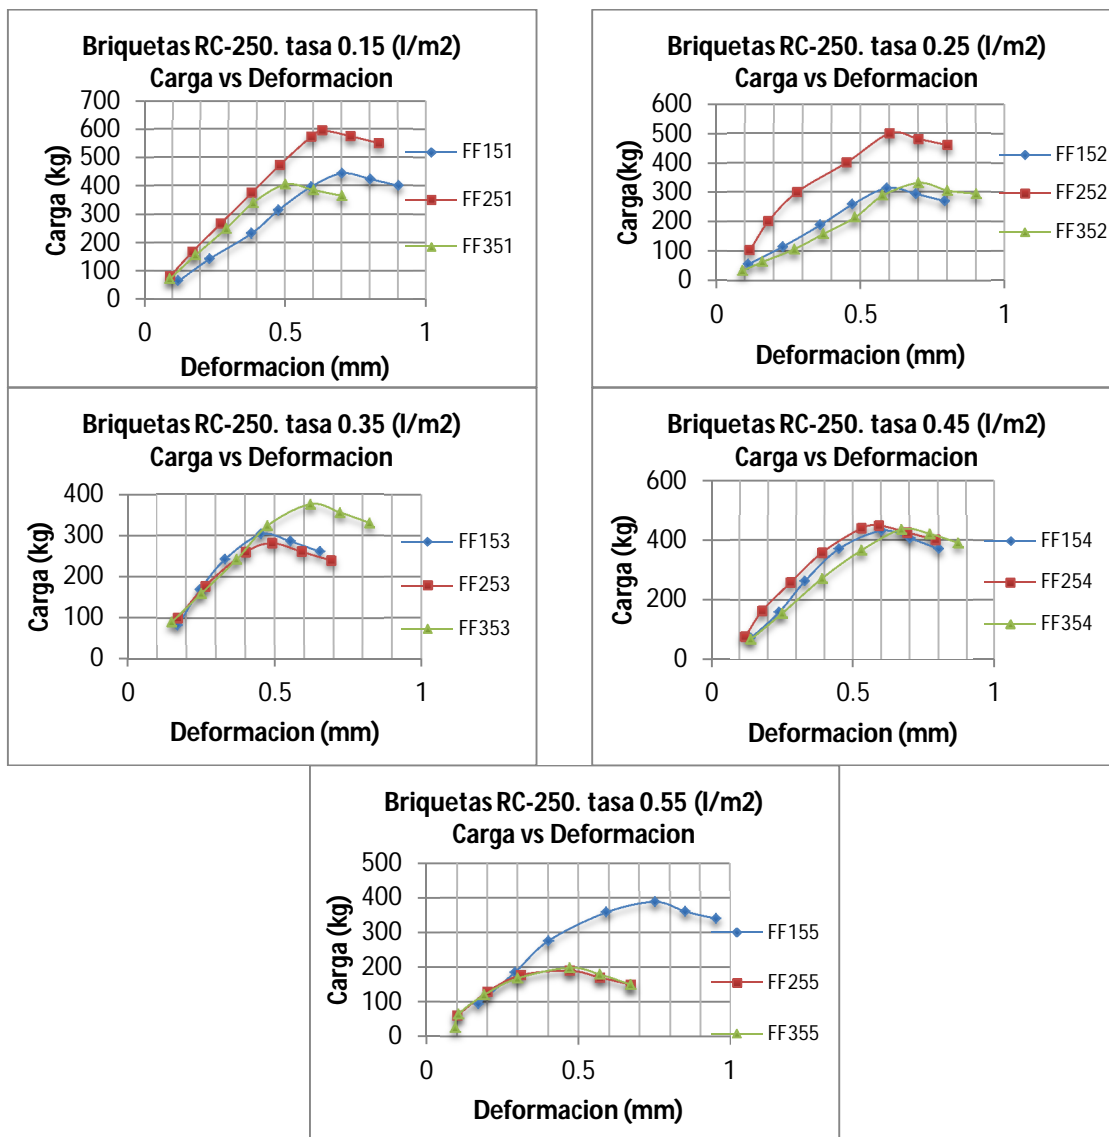 Briquetas RC-250. tasa 0.15 (l/m2)
Carga vs Deformacion
700
600
500
400
300
200
100
0
0 0.5 1
Carga(kg)
Deformacion (mm)
FF151
FF251
FF351
Briquetas RC-250. tasa 0.25 (l/m2)
Carga vs Deformacion
600
500
400
300
200
100
0
0 0.5 1
Carga(kg)
Deformacion (mm)
FF152
FF252
FF352
Briquetas RC-250. tasa 0.35 (l/m2)
Carga vs Deformacion
400
300
200
100
0
0 0.5 1
Carga (kg)
Deformacion (mm)
FF153
FF253
FF353
Briquetas RC-250. tasa 0.45 (l/m2)
Carga vs Deformacion
600
400
200
0
0 0.5 1
Carga (kg)
Deformacion (mm)
FF154
FF254
FF354
Briquetas RC-250. tasa 0.55 (l/m2)
Carga vs Deformacion
500
400
300
200
100
0
0 0.5 1
Carga (kg)
Deformacion (mm)
FF155
FF255
FF355